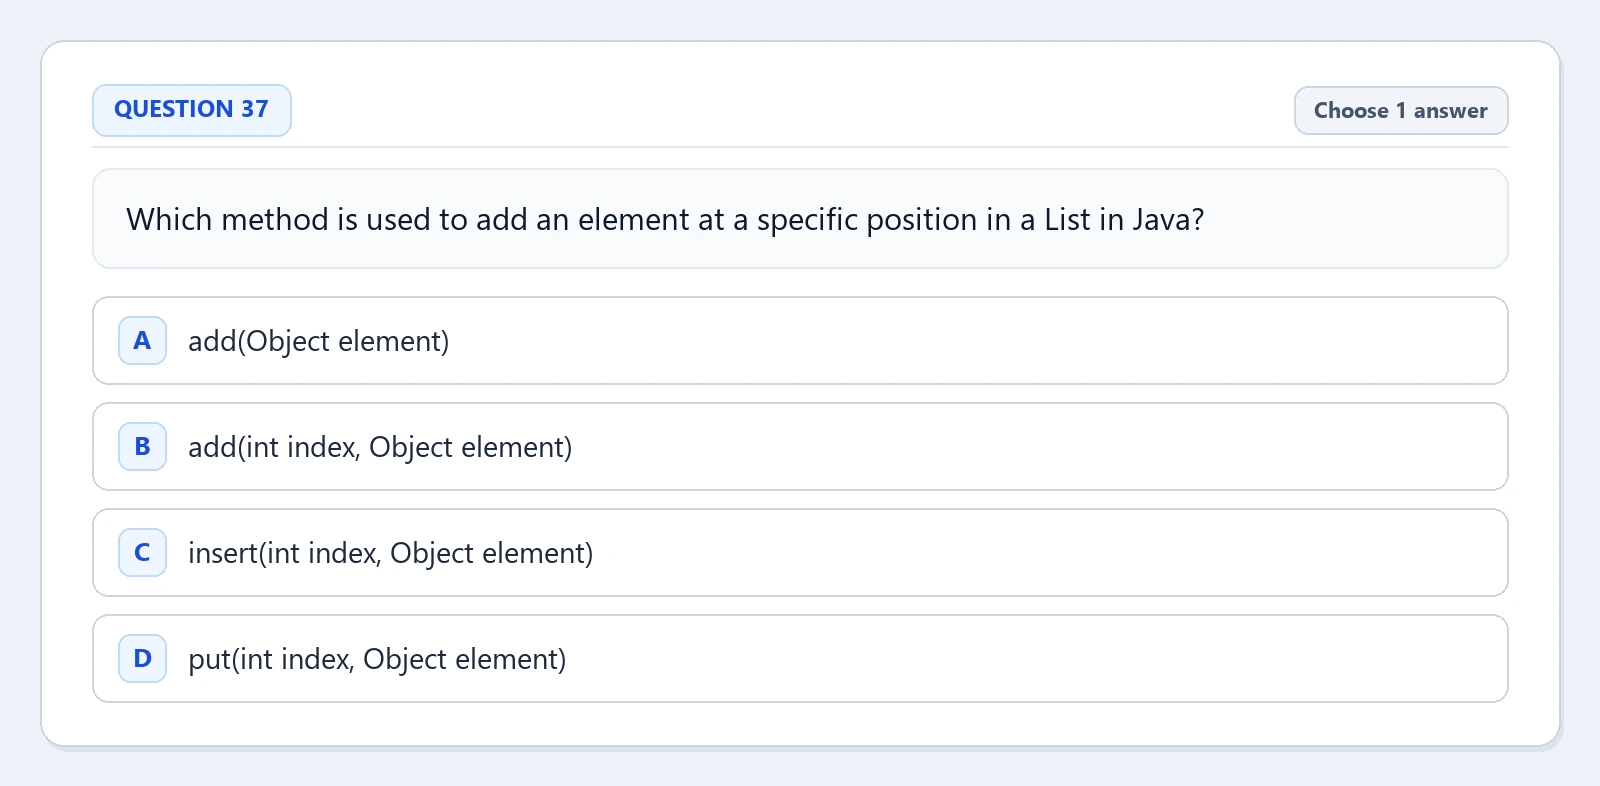 QUESTION 37
Choose 1 answer
Which method is used to add an element at a specific position in a List in Java?
A add(Object element)
B add(int index, Object element)
C insert(int index, Object element)
D put(int index, Object element)